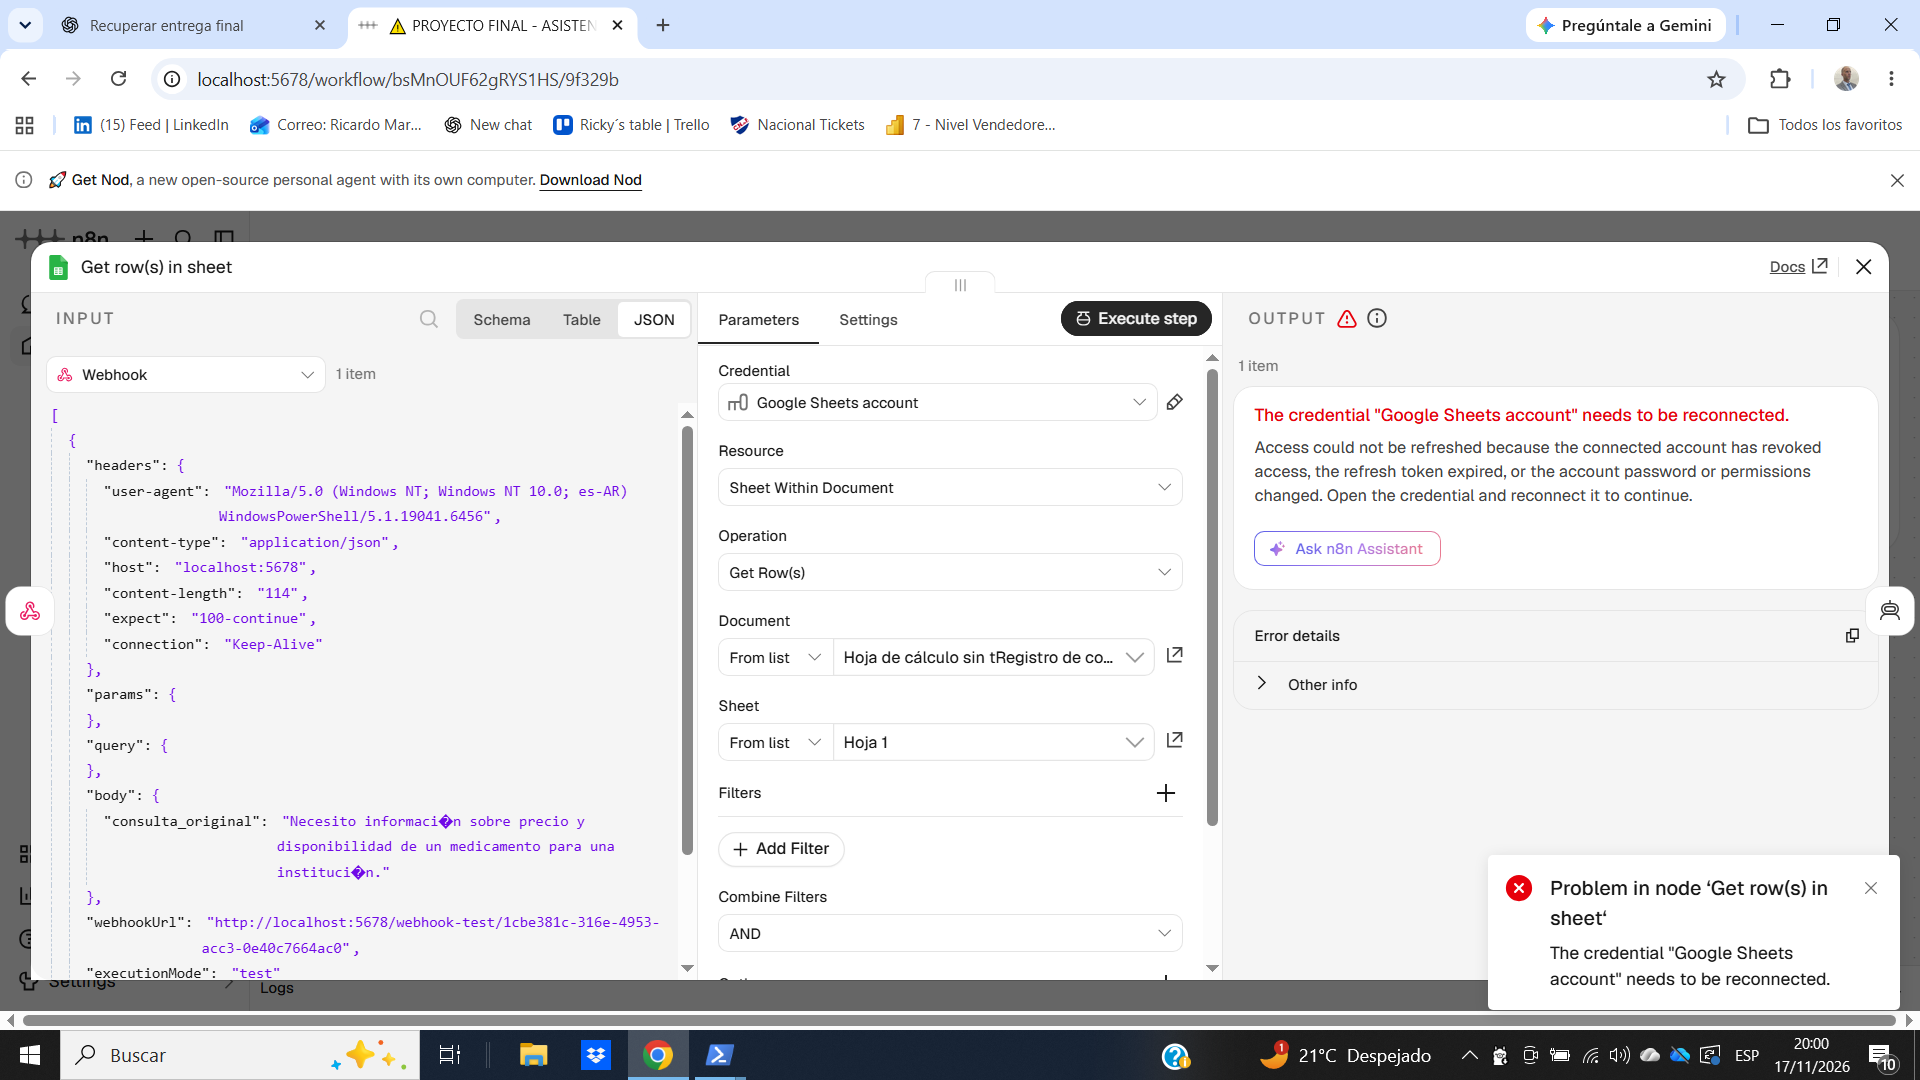 Recuperar entrega final
PROYECTO FINAL - ASISTEN
Pregúntale a Gemini
localhost:5678/workflow/bsMnOUF62gRYS1HS/9f329b
(15) Feed | LinkedIn
Correo: Ricardo Mar...
New chat
Ricky´s table | Trello
Nacional Tickets
7 - Nivel Vendedore...
Todos los favoritos
Get Nod, a new open-source personal agent with its own computer. Download Nod
n8n
Get row(s) in sheet
Docs
INPUT
Schema
Table
JSON
Parameters
Settings
Execute step
OUTPUT
Webhook
1 item
[
{
"headers": {
"user-agent": "Mozilla/5.0 (Windows NT; Windows NT 10.0; es-AR)
WindowsPowerShell/5.1.19041.6456",
"content-type": "application/json",
"host": "localhost:5678",
"content-length": "114",
"expect": "100-continue",
"connection": "Keep-Alive"
},
"params": {
},
"query": {
},
"body": {
"consulta_original": "Necesito informaci�n sobre precio y
disponibilidad de un medicamento para una
instituci�n."
},
"webhookUrl": "http://localhost:5678/webhook-test/1cbe381c-316e-4953-
acc3-0e40c7664ac0",
"executionMode": "test"
Credential
Google Sheets account
Resource
Sheet Within Document
Operation
Get Row(s)
Document
From list
Hoja de cálculo sin tRegistro de co...
Sheet
From list
Hoja 1
Filters
Add Filter
Combine Filters
AND
1 item
The credential "Google Sheets account" needs to be reconnected.
Access could not be refreshed because the connected account has revoked
access, the refresh token expired, or the account password or permissions
changed. Open the credential and reconnect it to continue.
Ask n8n Assistant
Error details
Other info
Problem in node ‘Get row(s) in
sheet‘
The credential "Google Sheets
account" needs to be reconnected.
Settings
Logs
Buscar
1
21°C Despejado
ESP
20:00
17/11/2026
10